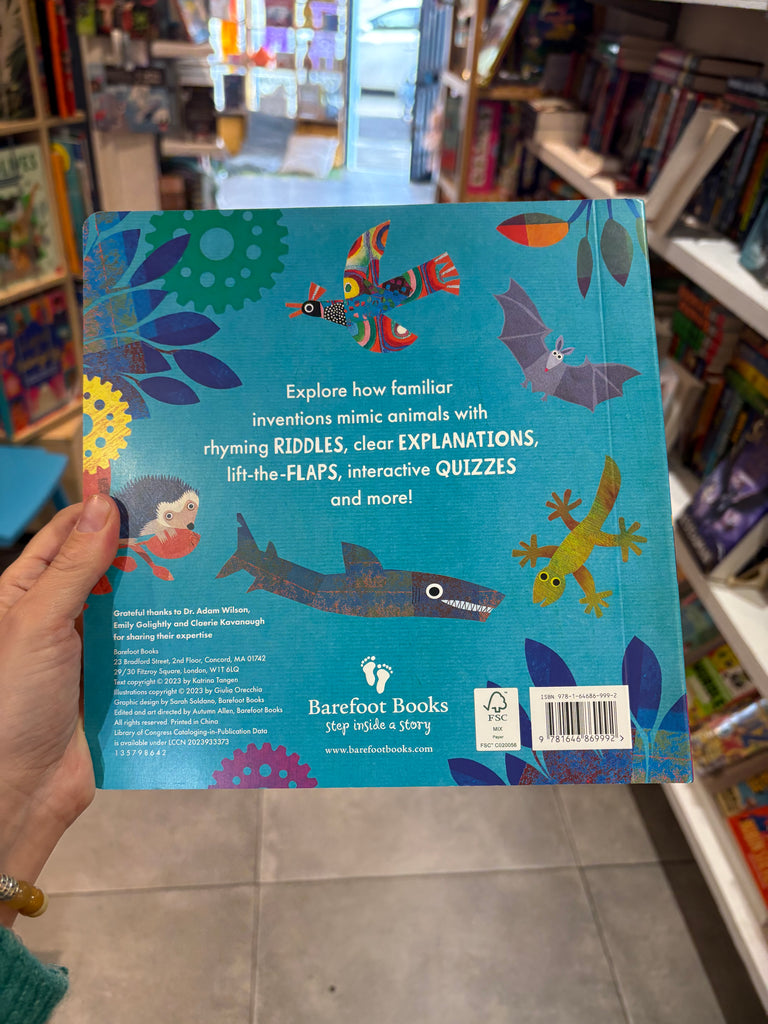 Explore how familiar
inventions mimic animals with
rhyming RIDDLES, clear EXPLANATIONS,
lift-the-FLAPS, interactive QUIZZES
and more!
Grateful thanks to Dr. Adam Wilson,
Emily Golightly and Claerie Kavanaugh
for sharing their expertise
Barefoot Books
23 Bradford Street, 2nd Floor, Concord, MA 01742
29/30 Fitzroy Square, London, W1T 6LQ
Text copyright © 2023 by Katrina Tangen
Illustrations copyright © 2023 by Giulia Orecchia
Graphic design by Sarah Soldano, Barefoot Books
Edited and art directed by Autumn Allen, Barefoot Books
All rights reserved. Printed in China
Library of Congress Cataloging-in-Publication Data
is available under LCCN 2023933373
1 3 5 7 9 8 6 4 2
Barefoot Books
step inside a story
www.barefootbooks.com
FSC
MIX
Paper
FSC® C020056
ISBN 978-1-64686-999-2
9 781646 869992 >